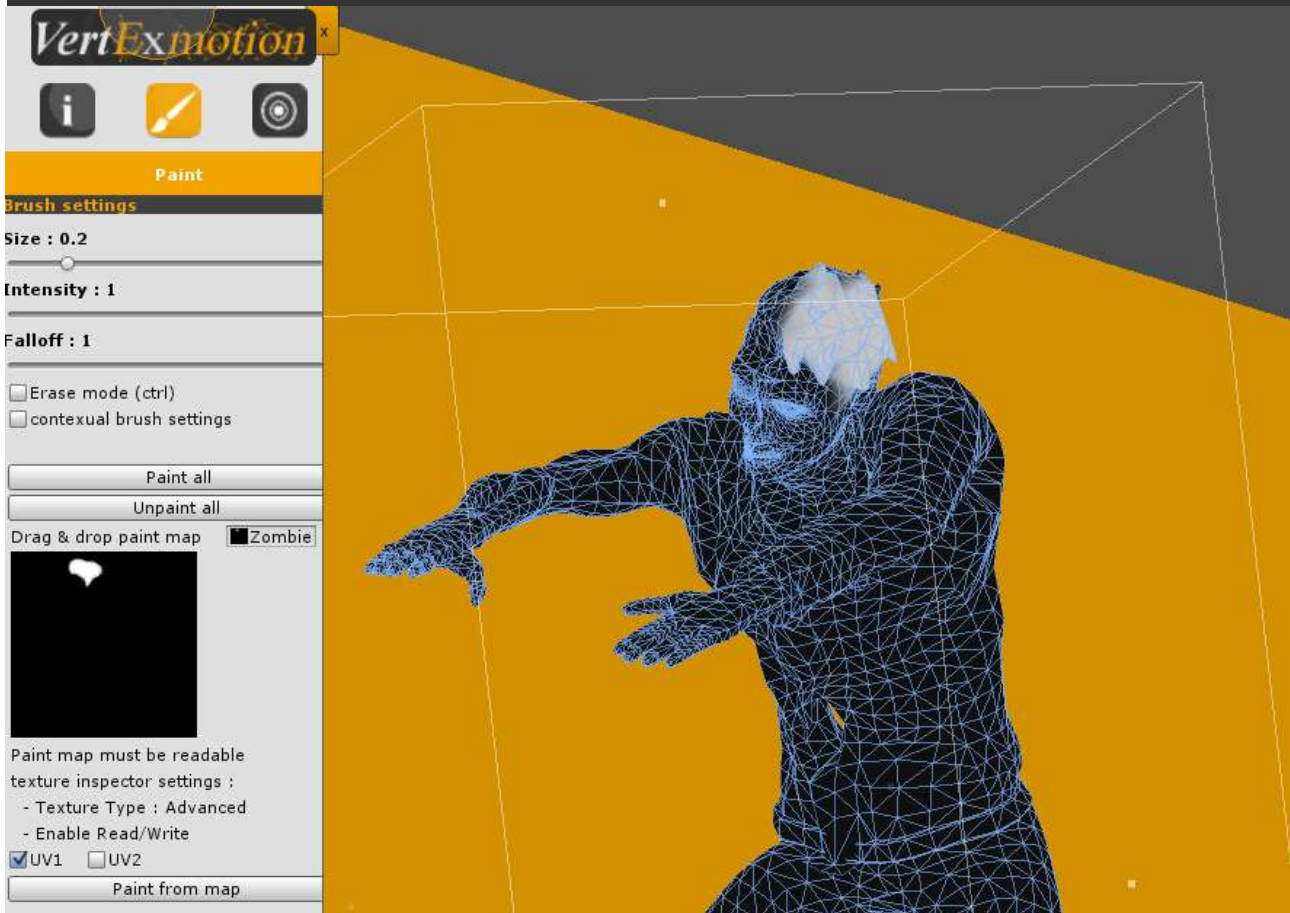 VertExmotion
x
i
Paint
Brush settings
Size : 0.2
Intensity : 1
Falloff : 1
Erase mode (ctrl)
contexual brush settings
Paint all
Unpaint all
Drag & drop paint map Zombie
Paint map must be readable
texture inspector settings :
- Texture Type : Advanced
- Enable Read/Write
UV1 UV2
Paint from map